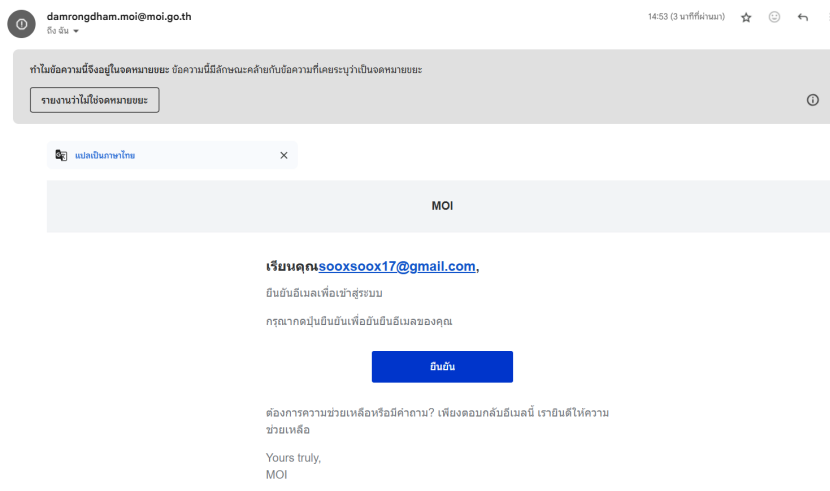 damrongdham.moi@moi.go.th
14:53 (3 นาทีที่ผ่านมา)
ถึง ฉัน
ทำไมข้อความนี้จึงอยู่ในจดหมายขยะ ข้อความนี้มีลักษณะคล้ายกับข้อความที่เคยระบุว่าเป็นจดหมายขยะ
รายงานว่าไม่ใช่จดหมายขยะ
แปลเป็นภาษาไทย
MOI
เรียนคุณsooxsoox17@gmail.com,
ยืนยันอีเมลเพื่อเข้าสู่ระบบ
กรุณากดปุ่มยืนยันเพื่อยันยืนอีเมลของคุณ
ยืนยัน
ต้องการความช่วยเหลือหรือมีคำถาม? เพียงตอบกลับอีเมลนี้ เรายินดีให้ความ
ช่วยเหลือ
Yours truly,
MOI